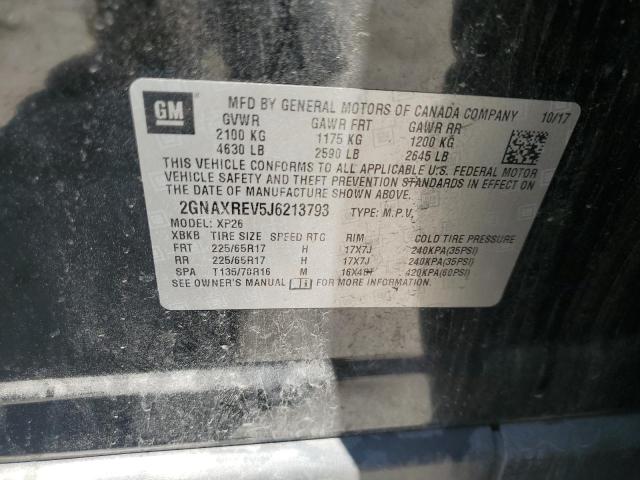 GM
MFD BY GENERAL MOTORS OF CANADA COMPANY 10/17
GVWR GAWR FRT GAWR RR
2100 KG 1175 KG 1200 KG
4630 LB 2590 LB 2645 LB
THIS VEHICLE CONFORMS TO ALL APPLICABLE U.S. FEDERAL MOTOR
VEHICLE SAFETY AND THEFT PREVENTION STANDARDS IN EFFECT
ON THE DATE OF MANUFACTURE SHOWN ABOVE.
2GNAXREV5J6213793 TYPE: M.P.V.
MODEL: XP26
XBKB TIRE SIZE SPEED RTG RIM COLD TIRE PRESSURE
FRT 225/65R17 H 17X7J 240KPA(35PSI)
RR 225/65R17 H 17X7J 240KPA(35PSI)
SPA T135/70R16 M 16X4BT 420KPA(60PSI)
SEE OWNER'S MANUAL FOR MORE INFORMATION.